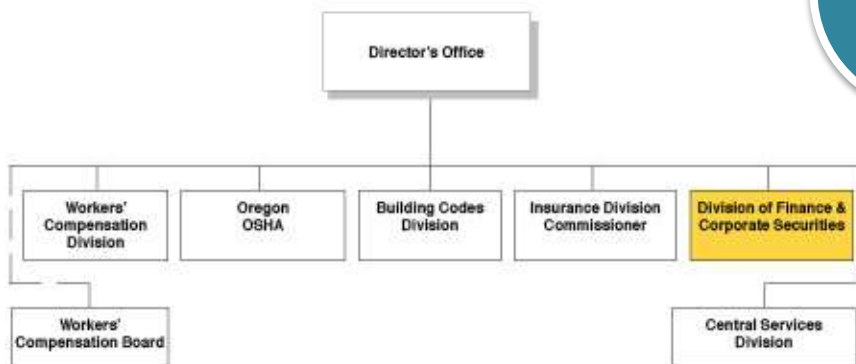 Director's Office
Workers'
Compensation
Division
Oregon
OSHA
Building Codes
Division
Insurance Division
Commissioner
Division of Finance &
Corporate Securities
Workers'
Compensation Board
Central Services
Division